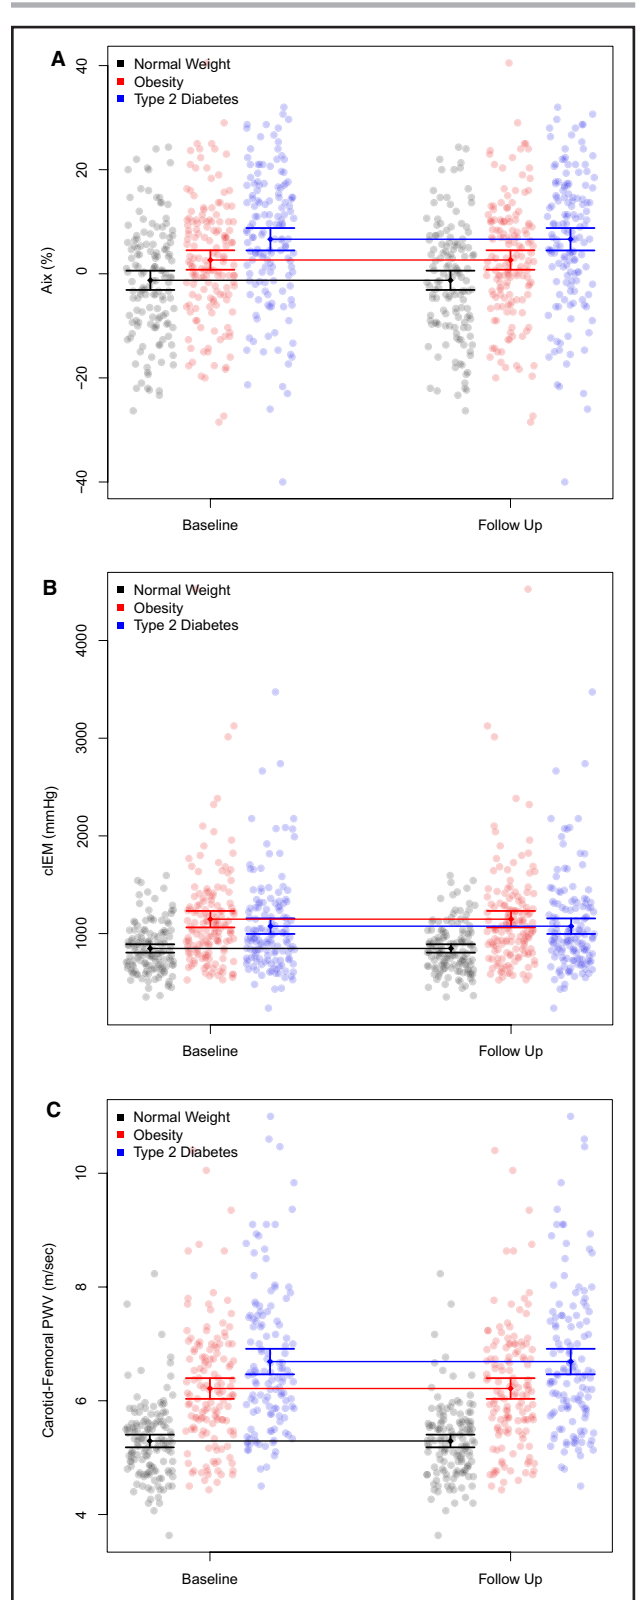 A
Normal Weight
Obesity
Type 2 Diabetes
Aix (%)
40
20
0
−20
−40
Baseline
Follow Up
B
Normal Weight
Obesity
Type 2 Diabetes
cIEM (mmHg)
4000
3000
2000
1000
Baseline
Follow Up
C
Normal Weight
Obesity
Type 2 Diabetes
Carotid-Femoral PWV (m/sec)
10
8
6
4
Baseline
Follow Up